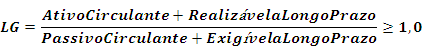 LG = (AtivoCirculante + RealizávelaLongoPrazo) / (PassivoCirculante + ExigívelaLongoPrazo) ≥ 1,0